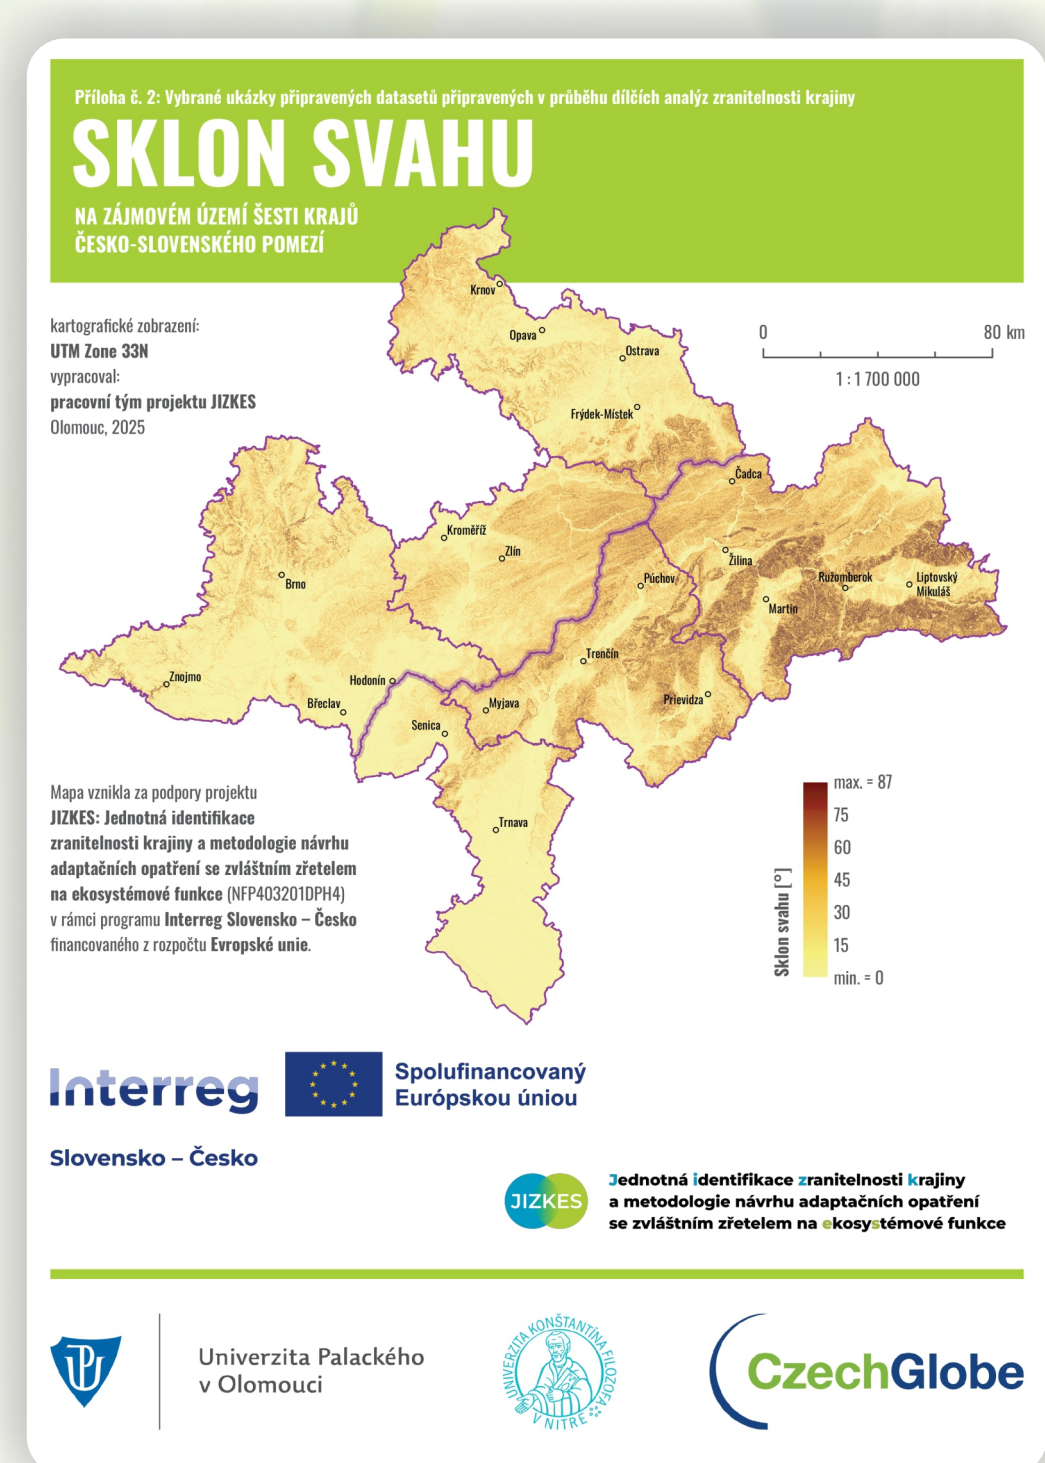 Příloha č. 2: Vybrané ukázky připravených datasetů připravených v průběhu dílčích analýz zranitelnosti krajiny
SKLON SVAHU
NA ZÁJMOVÉM ÚZEMÍ ŠESTI KRAJŮ
ČESKO-SLOVENSKÉHO POMEZÍ
kartografické zobrazení:
UTM Zone 33N
vypracoval:
pracovní tým projektu JIZKES
Olomouc, 2025
0 80 km
1 : 1 700 000
Krnov
Opava
Ostrava
Frýdek-Místek
Čadca
Kroměříž
Zlín
Žilina
Púchov
Ružomberok
Liptovský
Mikuláš
Martin
Brno
Trenčín
Znojmo
Hodonín
Prievidza
Břeclav
Myjava
Senica
Trnava
Mapa vznikla za podpory projektu
JIZKES: Jednotná identifikace
zranitelnosti krajiny a metodologie návrhu
adaptačních opatření se zvláštním zřetelem
na ekosystémové funkce (NFP403201DPH4)
v rámci programu Interreg Slovensko – Česko
financovaného z rozpočtu Evropské unie.
Sklon svahu [°]
max. = 87
75
60
45
30
15
min. = 0
Interreg
Spolufinancovaný
Európskou úniou
Slovensko – Česko
JIZKES
Jednotná identifikace zranitelnosti krajiny
a metodologie návrhu adaptačních opatření
se zvláštním zřetelem na ekosystémové funkce
UP
Univerzita Palackého
v Olomouci
UNIVERZITA KONŠTANTÍNA FILOZOFA
V NITRE
CzechGlobe